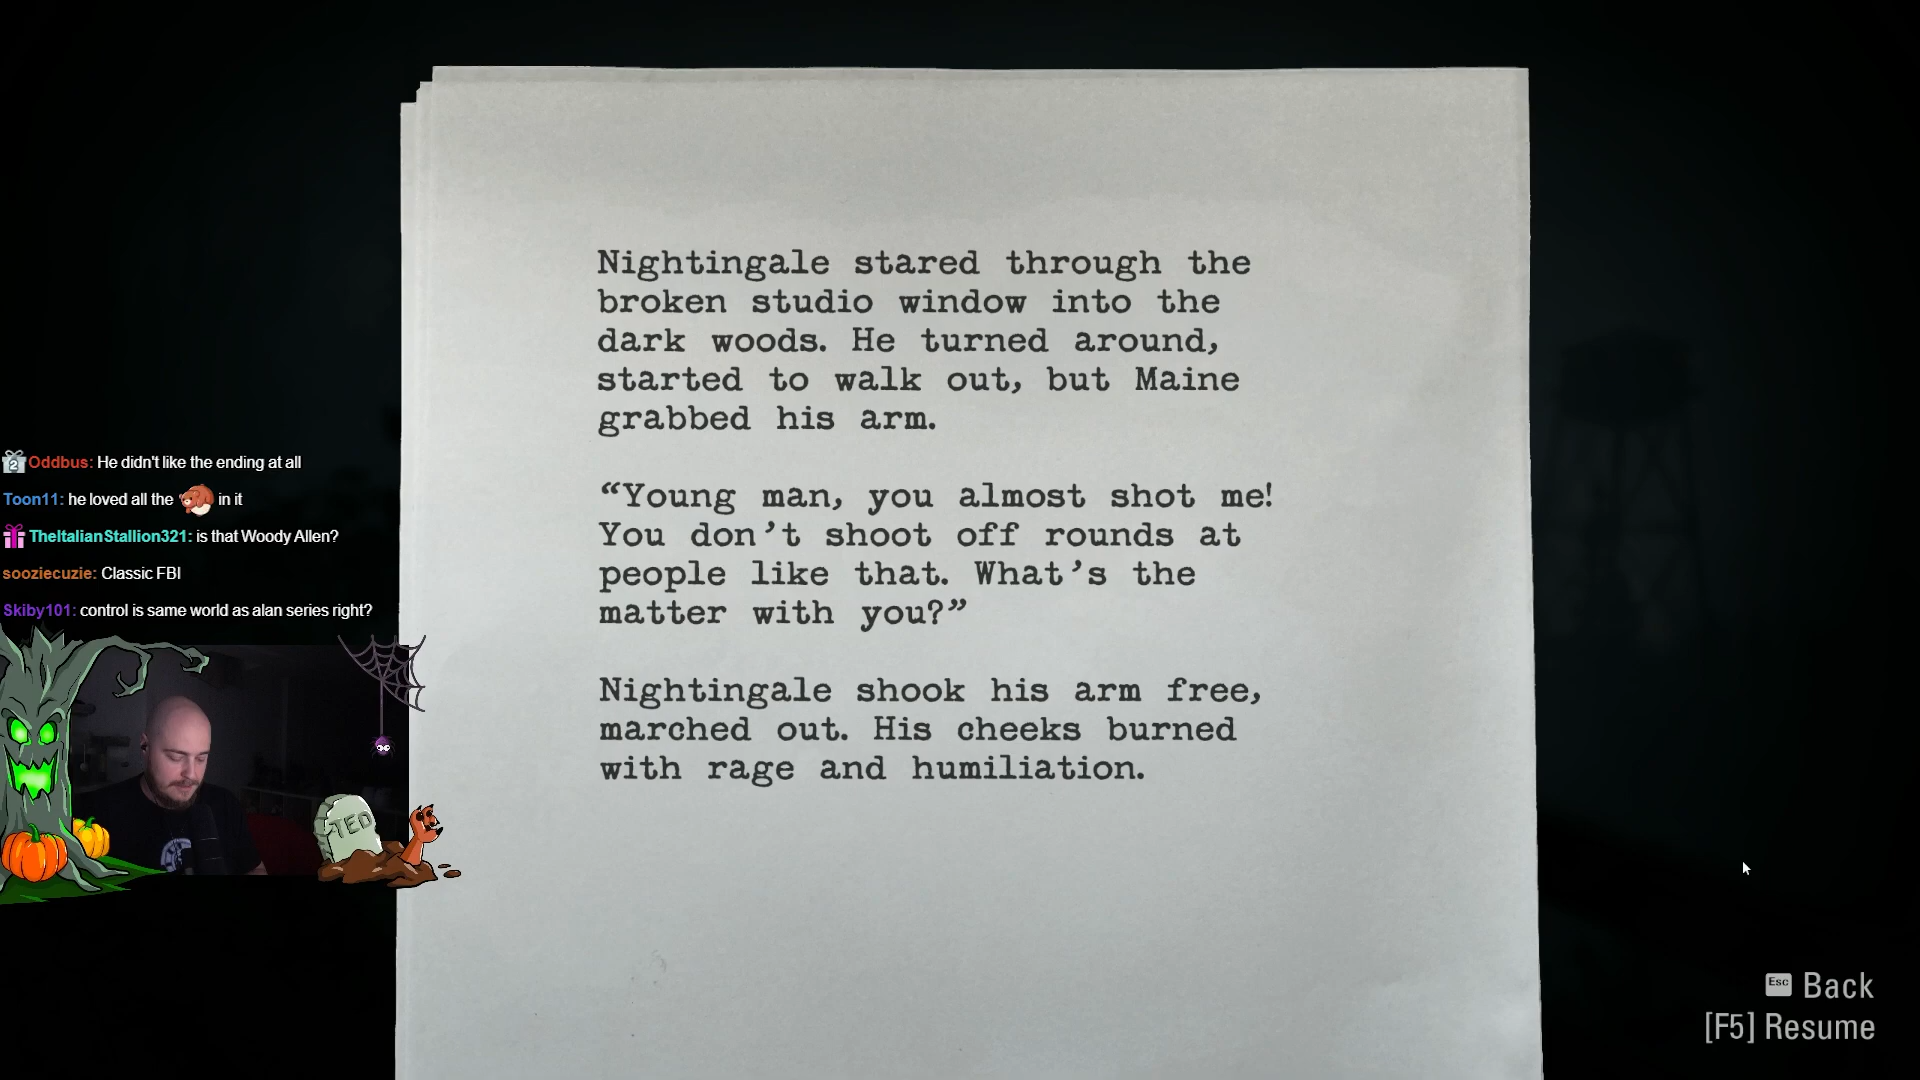 Nightingale stared through the
broken studio window into the
dark woods. He turned around,
started to walk out, but Maine
grabbed his arm.
“Young man, you almost shot me!
You don’t shoot off rounds at
people like that. What’s the
matter with you?”
Nightingale shook his arm free,
marched out. His cheeks burned
with rage and humiliation.
2 Oddbus: He didn't like the ending at all
Toon11: he loved all the in it
TheItalianStallion321: is that Woody Allen?
sooziecuzie: Classic FBI
Skiby101: control is same world as alan series right?
TED
Esc Back
[F5] Resume